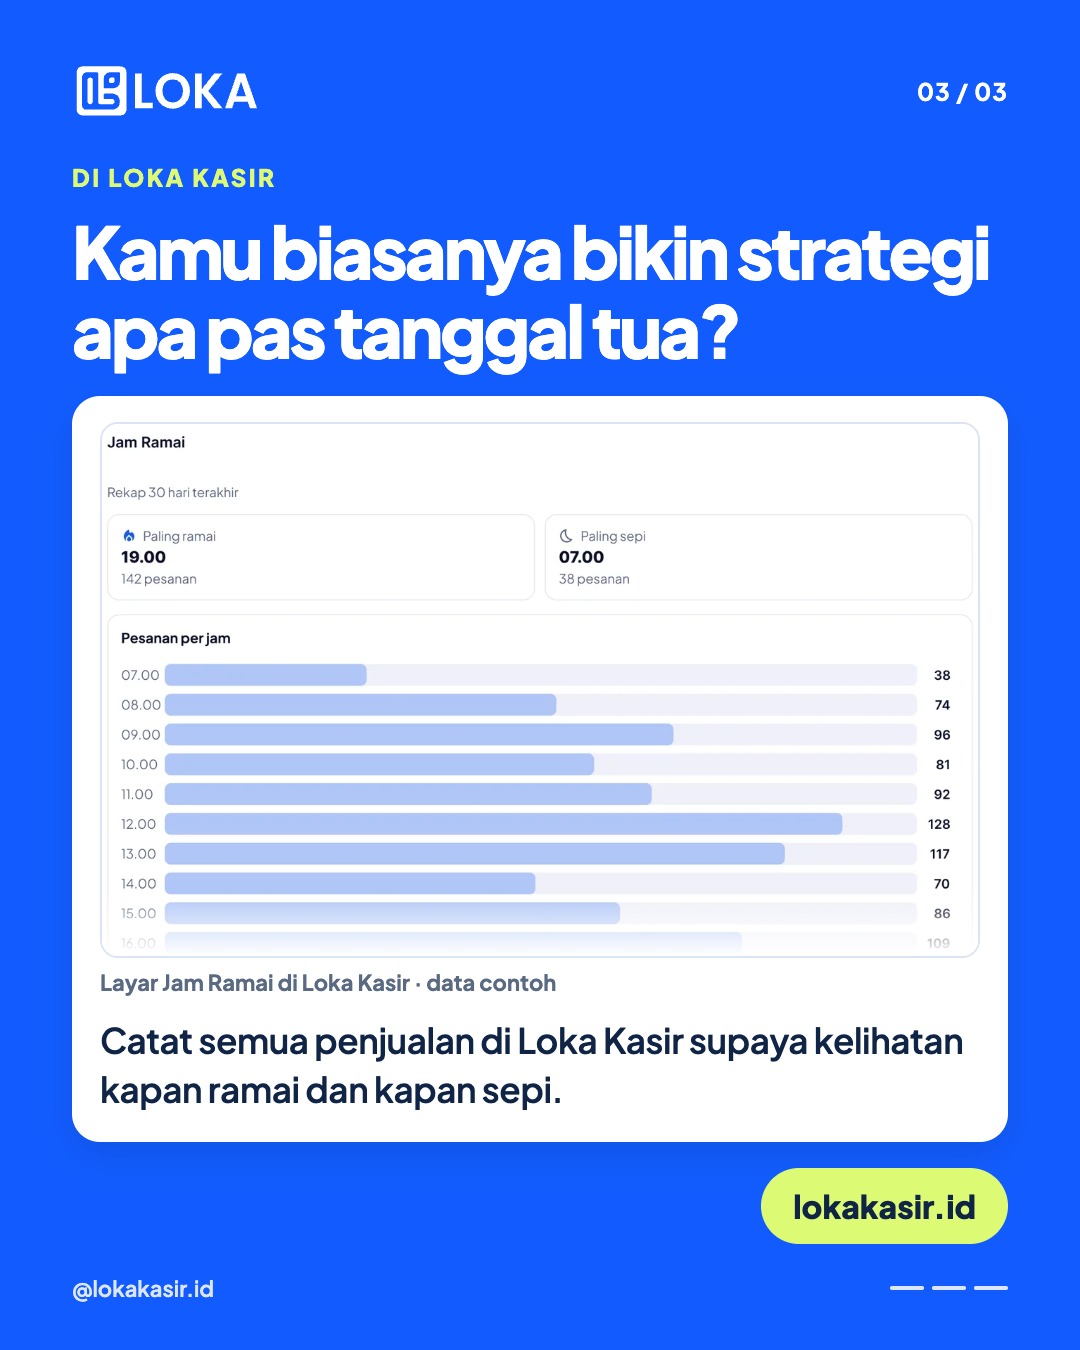 LOKA
03 / 03
DI LOKA KASIR
Kamu biasanya bikin strategi
apa pas tanggal tua?
Jam Ramai
Rekap 30 hari terakhir
Paling ramai
19.00
142 pesanan
Paling sepi
07.00
38 pesanan
Pesanan per jam
07.00 38
08.00 74
09.00 96
10.00 81
11.00 92
12.00 128
13.00 117
14.00 70
15.00 86
16.00 109
Layar Jam Ramai di Loka Kasir · data contoh
Catat semua penjualan di Loka Kasir supaya kelihatan
kapan ramai dan kapan sepi.
lokakasir.id
@lokakasir.id